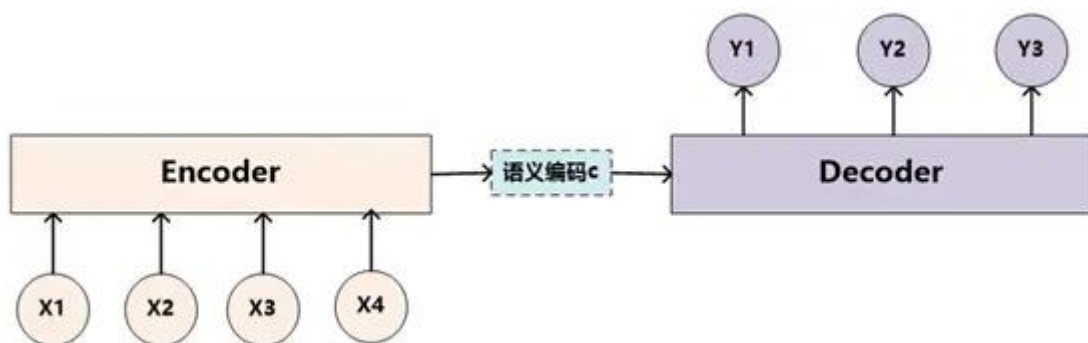 Y1 Y2 Y3
Encoder 语义编码c Decoder
X1 X2 X3 X4